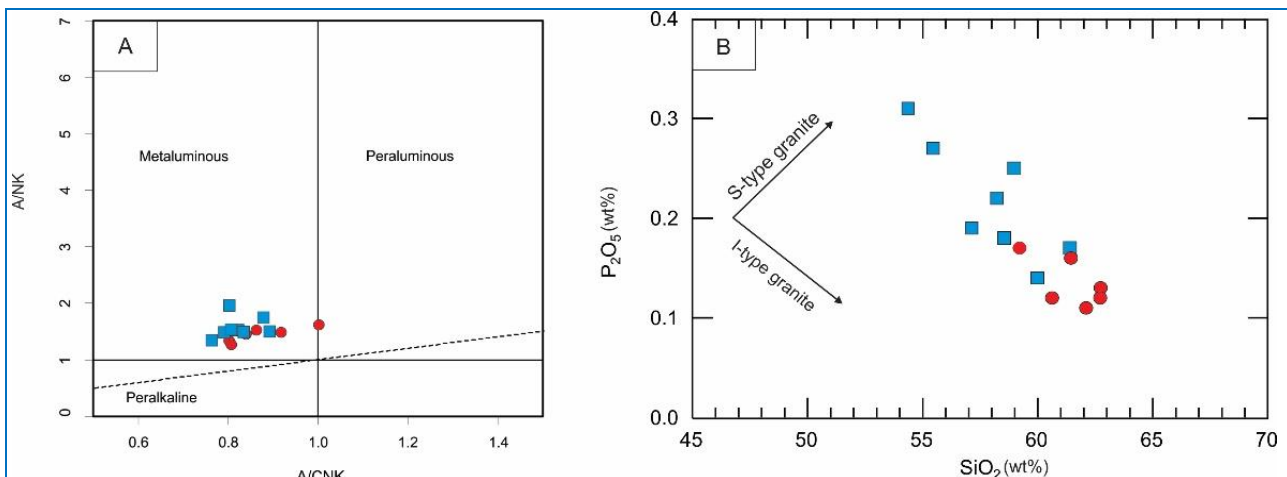 A
7
6
5
4
3
2
1
0
A/NK
Metaluminous
Peraluminous
Peralkaline
0.6 0.8 1.0 1.2 1.4
A/CNK
B
0.4
0.3
0.2
0.1
0.0
P₂O₅ (wt%)
S-type granite
I-type granite
45 50 55 60 65 70
SiO₂ (wt%)